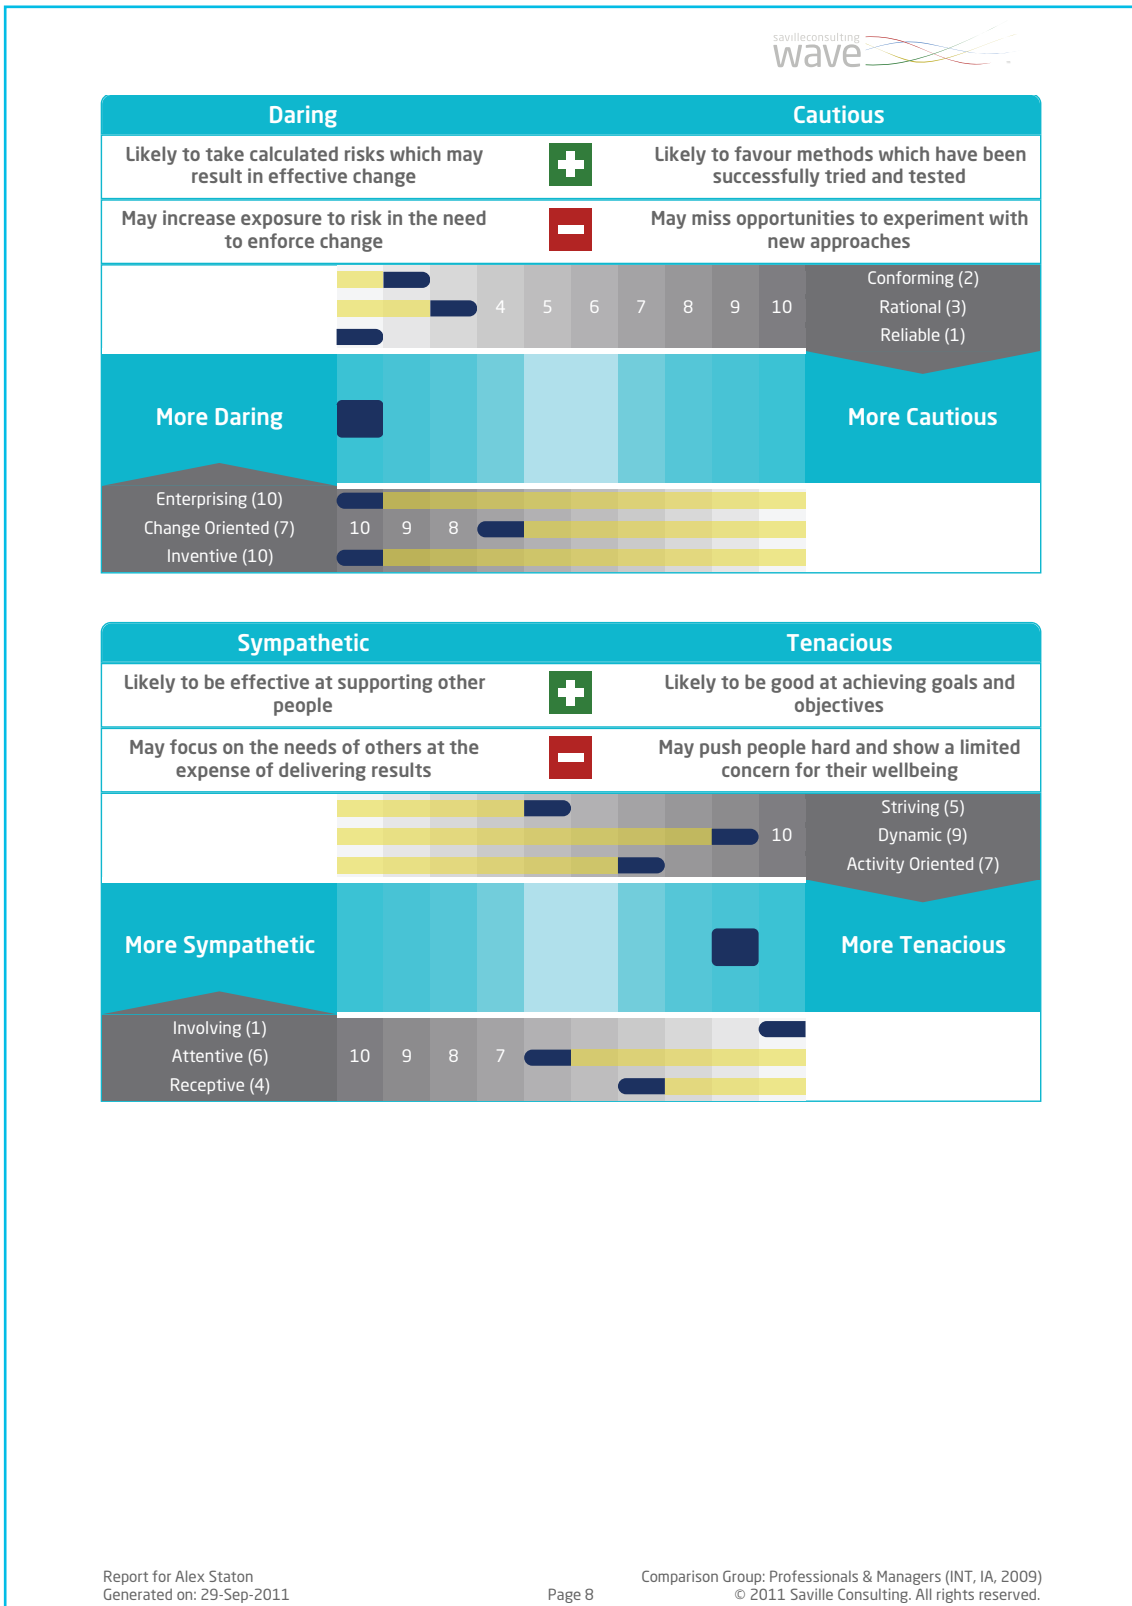 savilleconsulting
wave
Daring
Cautious
Likely to take calculated risks which may
result in effective change
Likely to favour methods which have been
successfully tried and tested
May increase exposure to risk in the need
to enforce change
May miss opportunities to experiment with
new approaches
Conforming (2)
4 5 6 7 8 9 10
Rational (3)
Reliable (1)
More Daring
More Cautious
Enterprising (10)
Change Oriented (7)
10 9 8
Inventive (10)
Sympathetic
Tenacious
Likely to be effective at supporting other
people
Likely to be good at achieving goals and
objectives
May focus on the needs of others at the
expense of delivering results
May push people hard and show a limited
concern for their wellbeing
Striving (5)
10
Dynamic (9)
Activity Oriented (7)
More Sympathetic
More Tenacious
Involving (1)
Attentive (6)
10 9 8 7
Receptive (4)
Report for Alex Staton
Generated on: 29-Sep-2011
Page 8
Comparison Group: Professionals & Managers (INT, IA, 2009)
© 2011 Saville Consulting. All rights reserved.